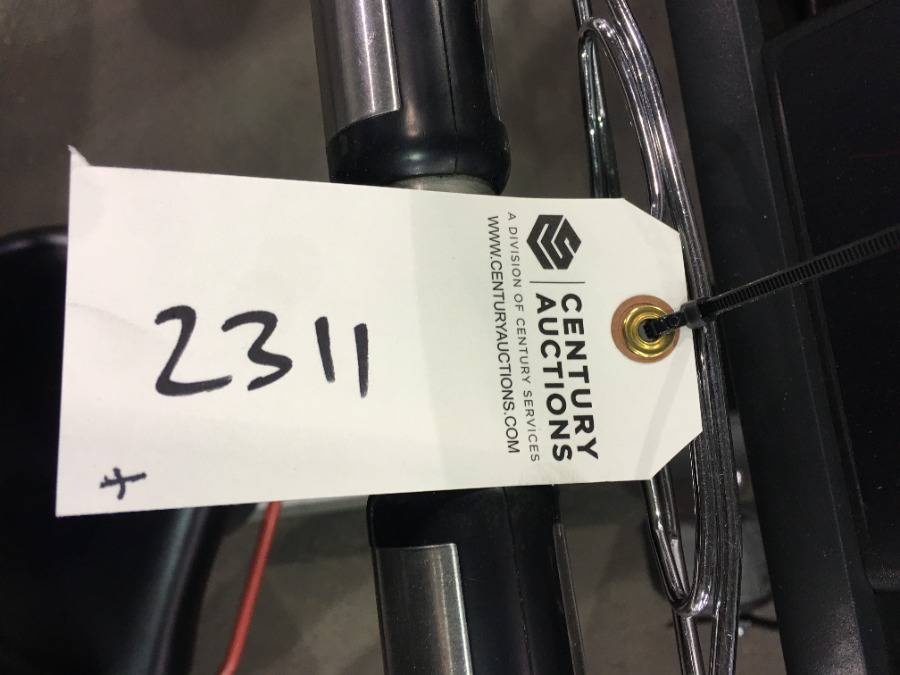 CENTURY
AUCTIONS
A DIVISION OF CENTURY SERVICES
WWW.CENTURYAUCTIONS.COM
2311